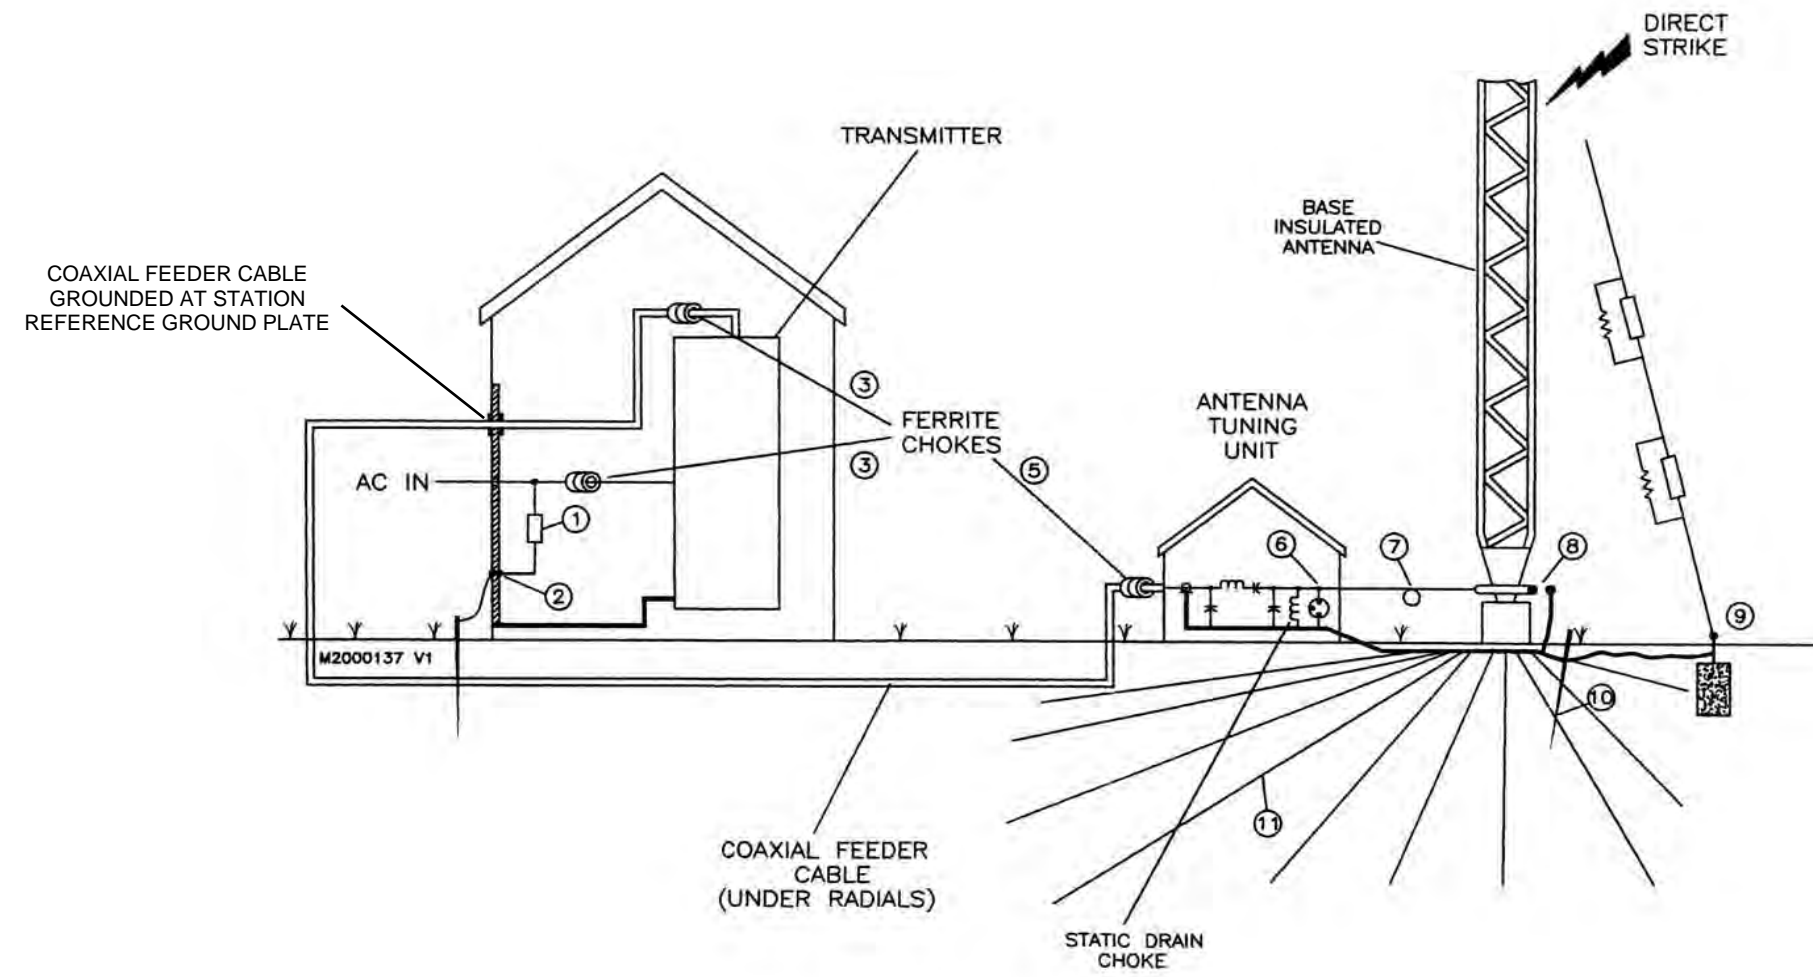 DIRECT
STRIKE
TRANSMITTER
BASE
INSULATED
ANTENNA
COAXIAL FEEDER CABLE
GROUNDED AT STATION
REFERENCE GROUND PLATE
3
FERRITE
CHOKES
3
5
ANTENNA
TUNING
UNIT
AC IN
1
2
6
7
8
9
M2000137 V1
10
11
COAXIAL FEEDER
CABLE
(UNDER RADIALS)
STATIC DRAIN
CHOKE